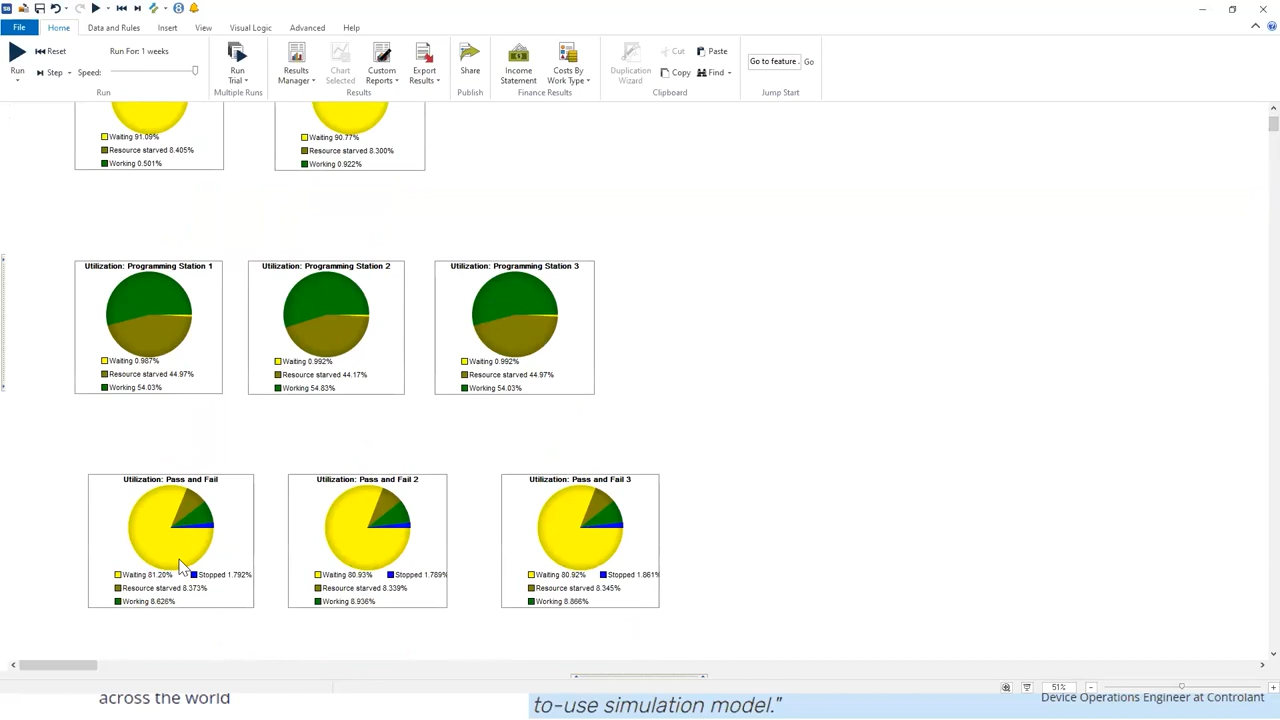 S8
File Home Data and Rules Insert View Visual Logic Advanced Help
Run
Reset
Step
Run For: 1 weeks
Speed:
Run
Run Trial
Multiple Runs
Results Manager
Chart Selected
Custom Reports
Export Results
Results
Share
Publish
Income Statement
Costs By Work Type
Finance Results
Duplication Wizard
Cut
Copy
Paste
Find
Clipboard
Go to feature . Go
Jump Start
Waiting 91.09%
Resource starved 8.405%
Working 0.501%
Waiting 90.77%
Resource starved 8.300%
Working 0.922%
Utilization: Programming Station 1
Waiting 0.987%
Resource starved 44.97%
Working 54.03%
Utilization: Programming Station 2
Waiting 0.992%
Resource starved 44.17%
Working 54.83%
Utilization: Programming Station 3
Waiting 0.992%
Resource starved 44.97%
Working 54.03%
Utilization: Pass and Fail
Waiting 81.20% Stopped 1.792%
Resource starved 8.373%
Working 8.626%
Utilization: Pass and Fail 2
Waiting 80.93% Stopped 1.789%
Resource starved 8.339%
Working 8.936%
Utilization: Pass and Fail 3
Waiting 80.92% Stopped 1.861%
Resource starved 8.345%
Working 8.866%
51%
across the world
to-use simulation model."
Device Operations Engineer at Controlant